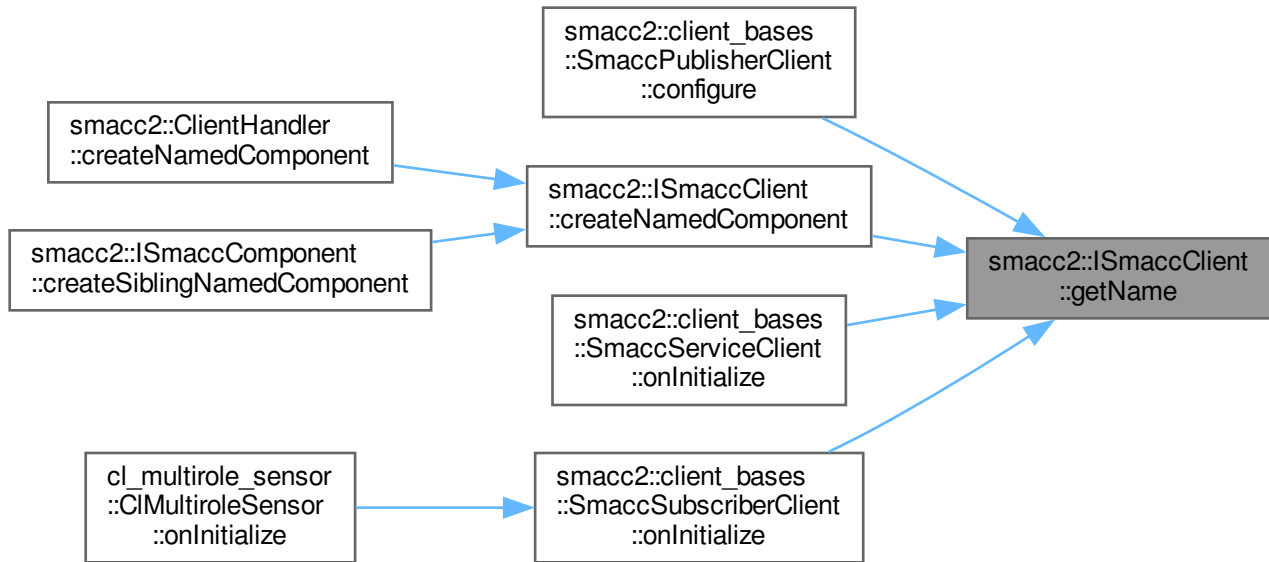 smacc2::client_bases
::SmaccPublisherClient
::configure
smacc2::ClientHandler
::createNamedComponent
smacc2::ISmaccClient
::createNamedComponent
smacc2::ISmaccComponent
::createSiblingNamedComponent
smacc2::ISmaccClient
::getName
smacc2::client_bases
::SmaccServiceClient
::onInitialize
cl_multirole_sensor
::ClMultiroleSensor
::onInitialize
smacc2::client_bases
::SmaccSubscriberClient
::onInitialize